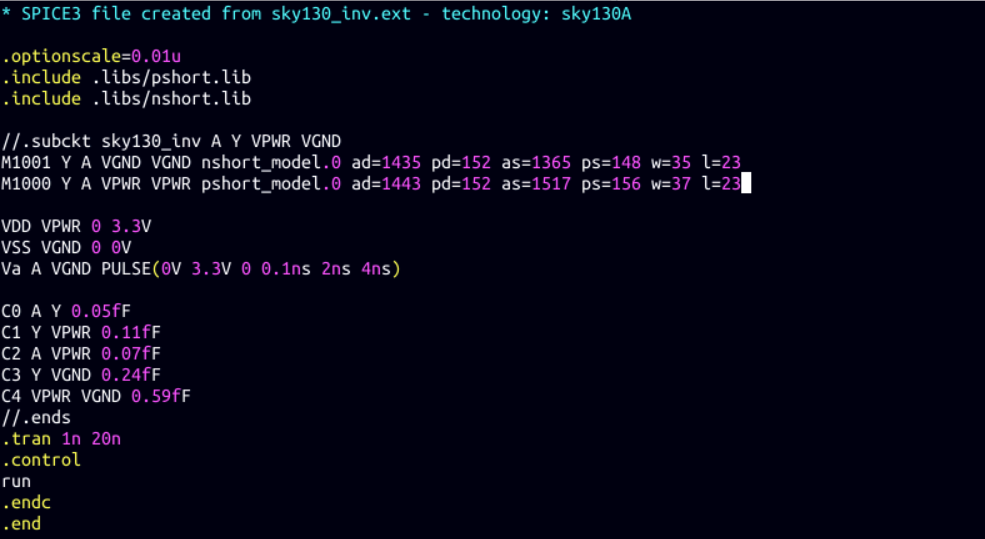 * SPICE3 file created from sky130_inv.ext - technology: sky130A
.optionscale=0.01u
.include .libs/pshort.lib
.include .libs/nshort.lib
//.subckt sky130_inv A Y VPWR VGND
M1001 Y A VGND VGND nshort_model.0 ad=1435 pd=152 as=1365 ps=148 w=35 l=23
M1000 Y A VPWR VPWR pshort_model.0 ad=1443 pd=152 as=1517 ps=156 w=37 l=23
VDD VPWR 0 3.3V
VSS VGND 0 0V
Va A VGND PULSE(0V 3.3V 0 0.1ns 2ns 4ns)
C0 A Y 0.05fF
C1 Y VPWR 0.11fF
C2 A VPWR 0.07fF
C3 Y VGND 0.24fF
C4 VPWR VGND 0.59fF
//.ends
.tran 1n 20n
.control
run
.endc
.end